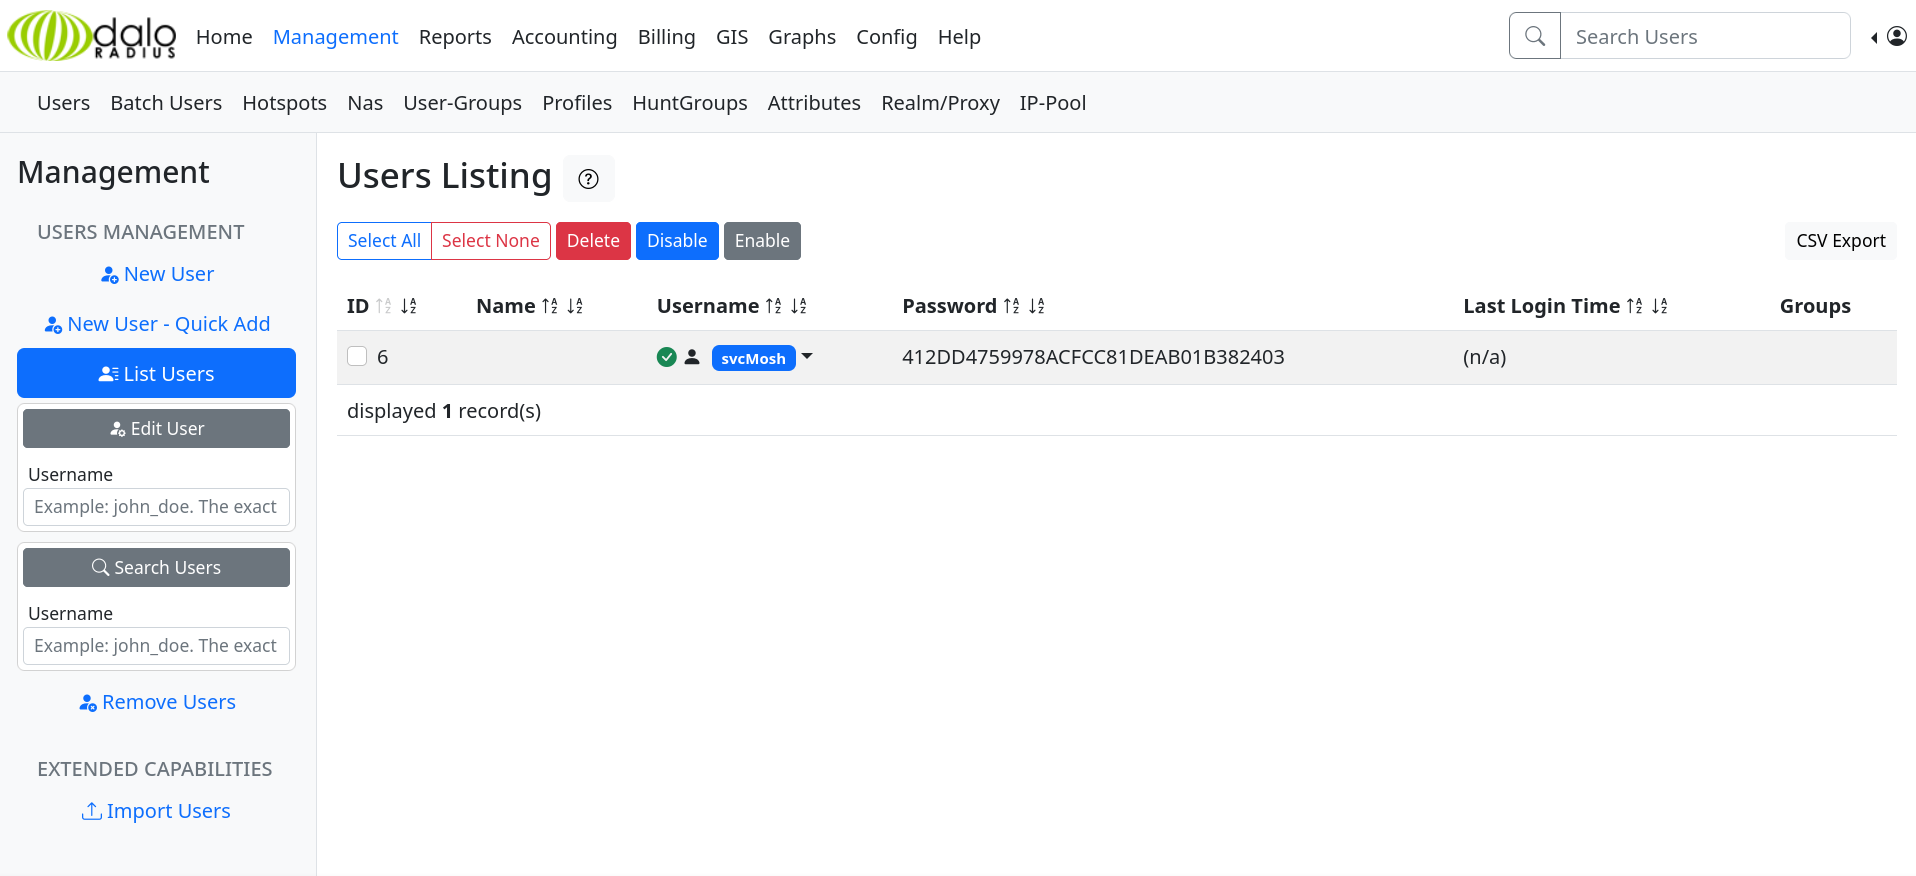 dalo RADIUS
Home Management Reports Accounting Billing GIS Graphs Config Help Search Users
Users Batch Users Hotspots Nas User-Groups Profiles HuntGroups Attributes Realm/Proxy IP-Pool
Management
USERS MANAGEMENT
New User
New User - Quick Add
List Users
Edit User
Username
Example: john_doe. The exact
Search Users
Username
Example: john_doe. The exact
Remove Users
EXTENDED CAPABILITIES
Import Users
Users Listing
Select All Select None Delete Disable Enable CSV Export
ID Name Username Password Last Login Time Groups
6 svcMosh 412DD4759978ACFCC81DEAB01B382403 (n/a)
displayed 1 record(s)